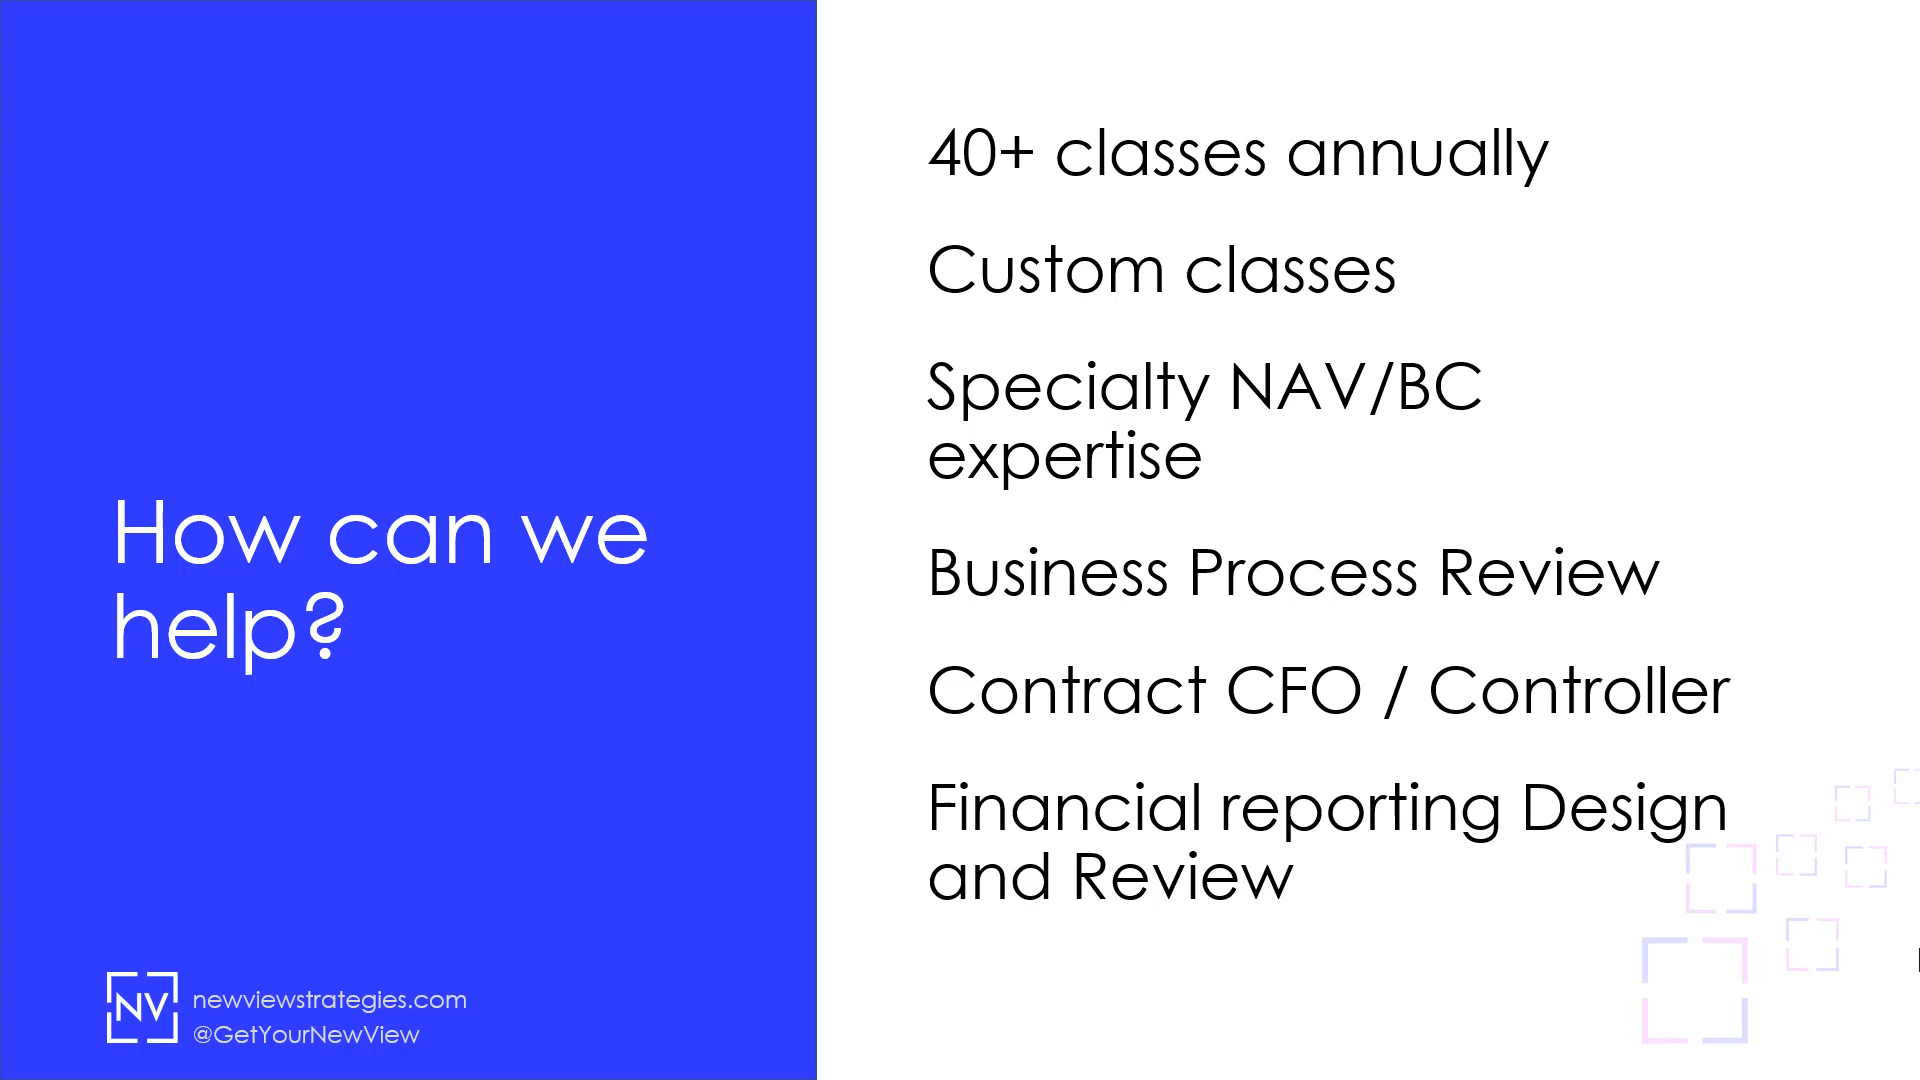 How can we
help?
NV
newviewstrategies.com
@GetYourNewView
40+ classes annually
Custom classes
Specialty NAV/BC
expertise
Business Process Review
Contract CFO / Controller
Financial reporting Design
and Review